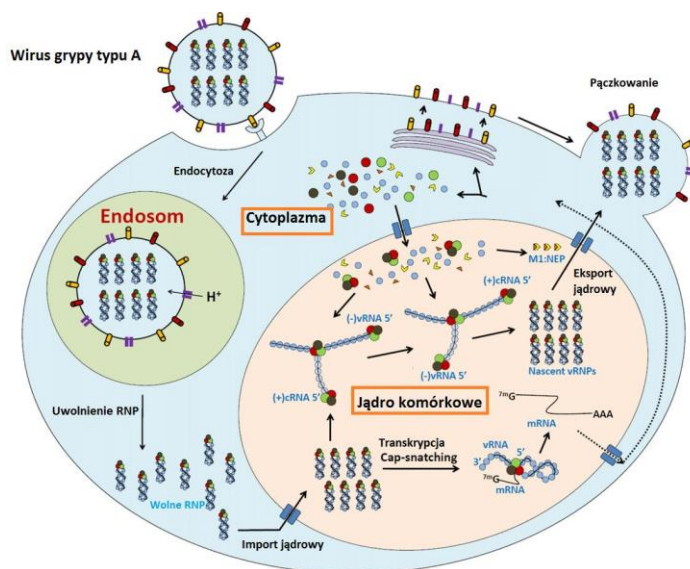 Wirus grypy typu A
Pączkowanie
Endocytoza
Endosom
Cytoplazma
H⁺
M1:NEP
(+)cRNA 5'
Eksport
jądrowy
(-)vRNA 5'
(-)vRNA 5'
(+)cRNA 5'
Nascent vRNPs
Jądro komórkowe
⁷ᵐG
AAA
mRNA
Uwolnienie RNP
Transkrypcja
Cap-snatching
vRNA
5'
3'
⁷ᵐG
mRNA
Wolne RNP
Import jądrowy